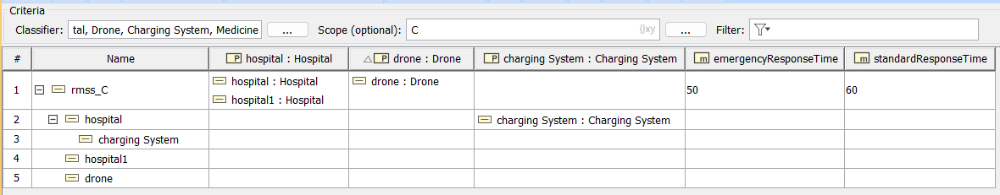 Criteria
Classifier: tal, Drone, Charging System, Medicine ... Scope (optional): C {}xy ... Filter:
# Name P hospital : Hospital P drone : Drone P charging System : Charging System m emergencyResponseTime m standardResponseTime
1 rmss_C hospital : Hospital drone : Drone 50 60
hospital1 : Hospital
2 hospital charging System : Charging System
3 charging System
4 hospital1
5 drone